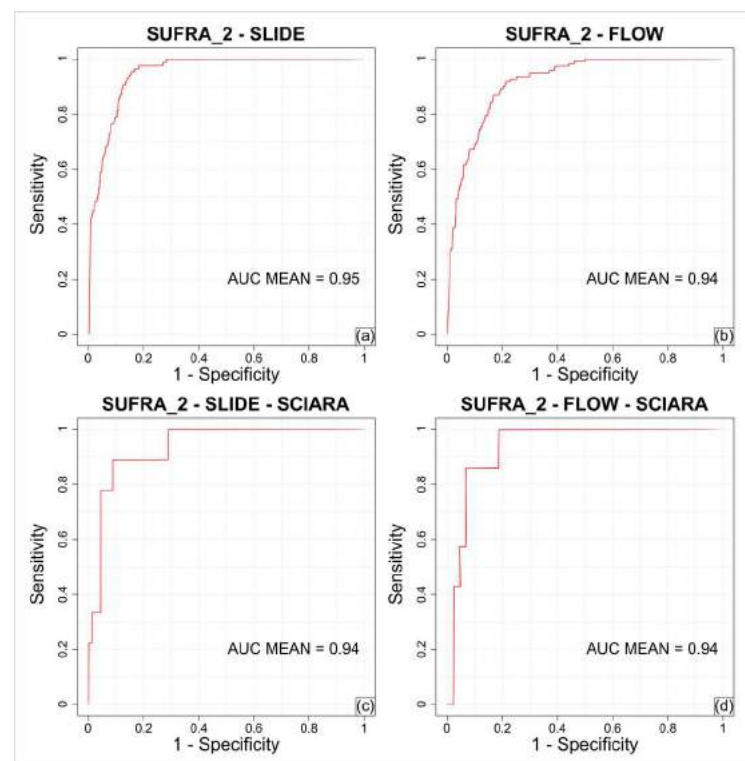 SUFRA_2 - SLIDE
Sensitivity
1
0.8
0.6
0.4
0.2
0
AUC MEAN = 0.95
(a)
0
0.2
0.4
0.6
0.8
1
1 - Specificity
SUFRA_2 - FLOW
Sensitivity
1
0.8
0.6
0.4
0.2
0
AUC MEAN = 0.94
(b)
0
0.2
0.4
0.6
0.8
1
1 - Specificity
SUFRA_2 - SLIDE - SCIARA
Sensitivity
1
0.8
0.6
0.4
0.2
0
AUC MEAN = 0.94
(c)
0
0.2
0.4
0.6
0.8
1
1 - Specificity
SUFRA_2 - FLOW - SCIARA
Sensitivity
1
0.8
0.6
0.4
0.2
0
AUC MEAN = 0.94
(d)
0
0.2
0.4
0.6
0.8
1
1 - Specificity